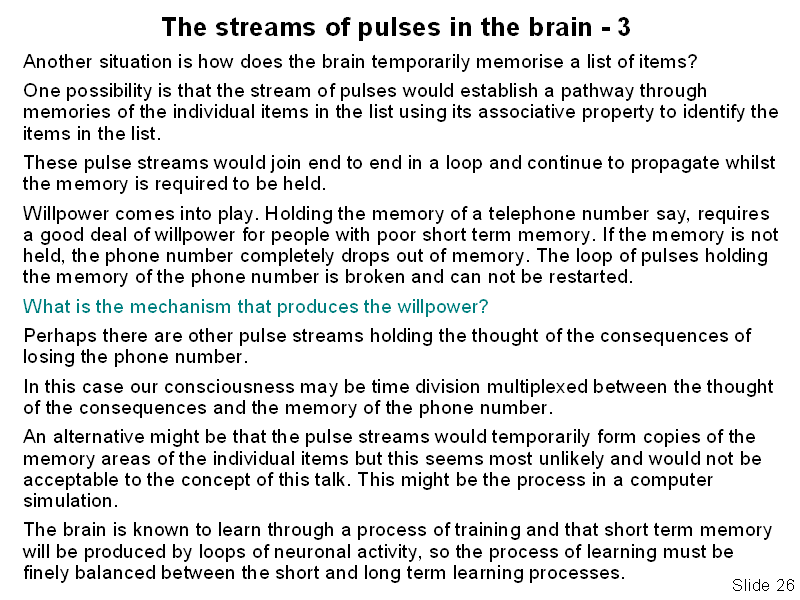 The streams of pulses in the brain - 3
Another situation is how does the brain temporarily memorise a list of items?
One possibility is that the stream of pulses would establish a pathway through
memories of the individual items in the list using its associative property to identify the
items in the list.
These pulse streams would join end to end in a loop and continue to propagate whilst
the memory is required to be held.
Willpower comes into play. Holding the memory of a telephone number say, requires
a good deal of willpower for people with poor short term memory. If the memory is not
held, the phone number completely drops out of memory. The loop of pulses holding
the memory of the phone number is broken and can not be restarted.
What is the mechanism that produces the willpower?
Perhaps there are other pulse streams holding the thought of the consequences of
losing the phone number.
In this case our consciousness may be time division multiplexed between the thought
of the consequences and the memory of the phone number.
An alternative might be that the pulse streams would temporarily form copies of the
memory areas of the individual items but this seems most unlikely and would not be
acceptable to the concept of this talk. This might be the process in a computer
simulation.
The brain is known to learn through a process of training and that short term memory
will be produced by loops of neuronal activity, so the process of learning must be
finely balanced between the short and long term learning processes.
Slide 26